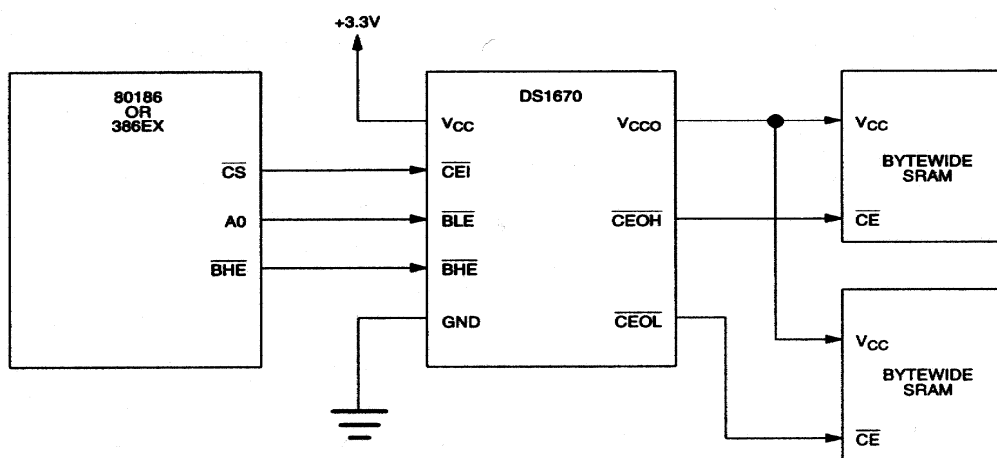 +3.3V
80186
OR
386EX
CS
A0
BHE
DS1670
VCC
CEI
BLE
BHE
GND
VCCO
CEOH
CEOL
VCC
BYTEWIDE
SRAM
CE
VCC
BYTEWIDE
SRAM
CE